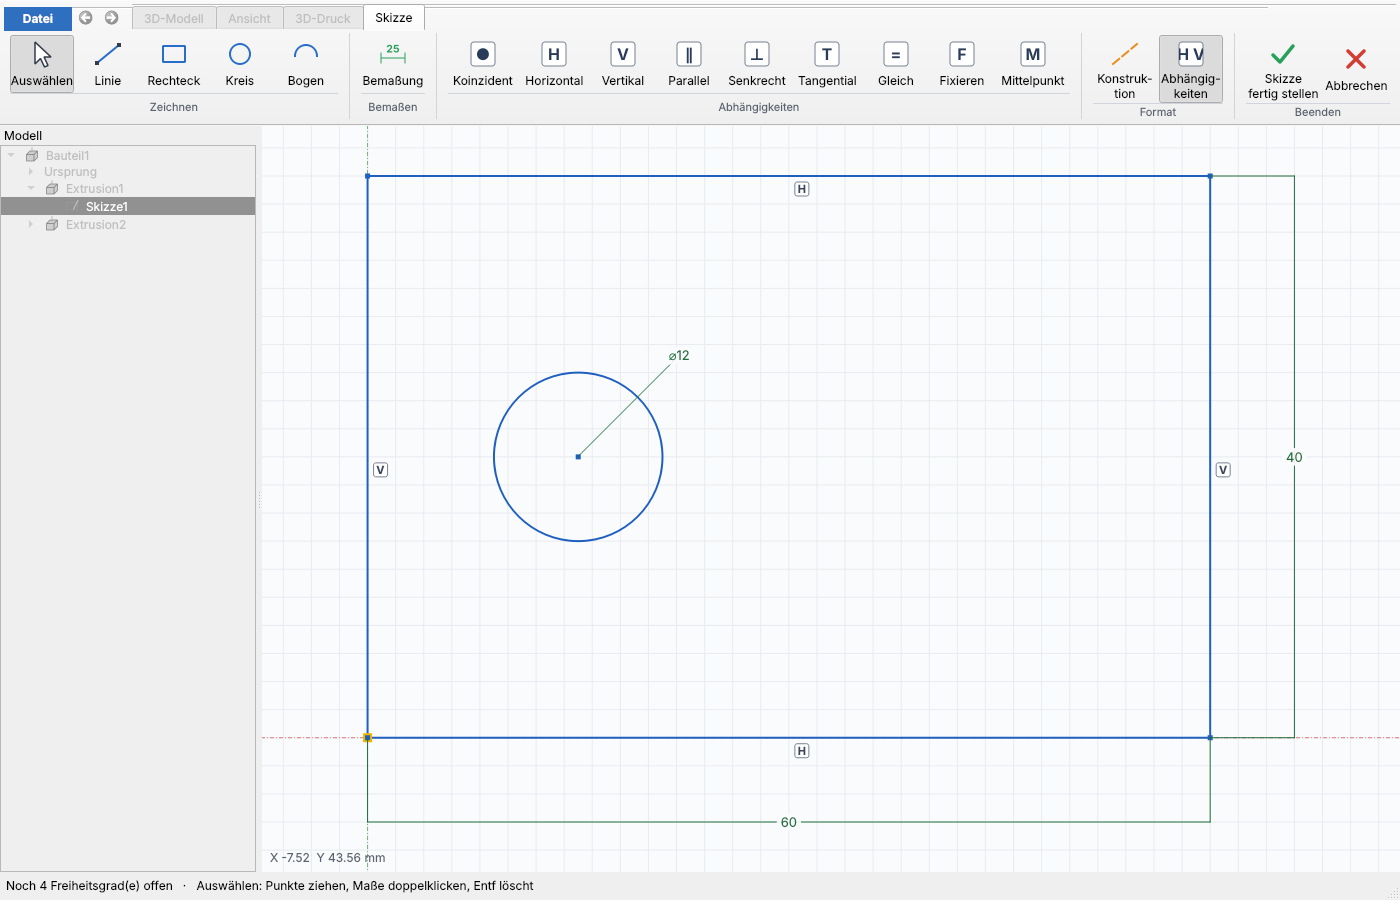 Datei 3D-Modell Ansicht 3D-Druck Skizze
25 H V ∥ ⊥ T = F M H V
Auswählen Linie Rechteck Kreis Bogen Bemaßung Koinzident Horizontal Vertikal Parallel Senkrecht Tangential Gleich Fixieren Mittelpunkt Konstruk-
tion Abhängig-
keiten Skizze
fertig stellen Abbrechen
Zeichnen Bemaßen Abhängigkeiten Format Beenden
Modell
Bauteil1
Ursprung
Extrusion1
Skizze1
Extrusion2
H
⌀12
V
V
40
H
60
X -7.52 Y 43.56 mm
Noch 4 Freiheitsgrad(e) offen · Auswählen: Punkte ziehen, Maße doppelklicken, Entf löscht